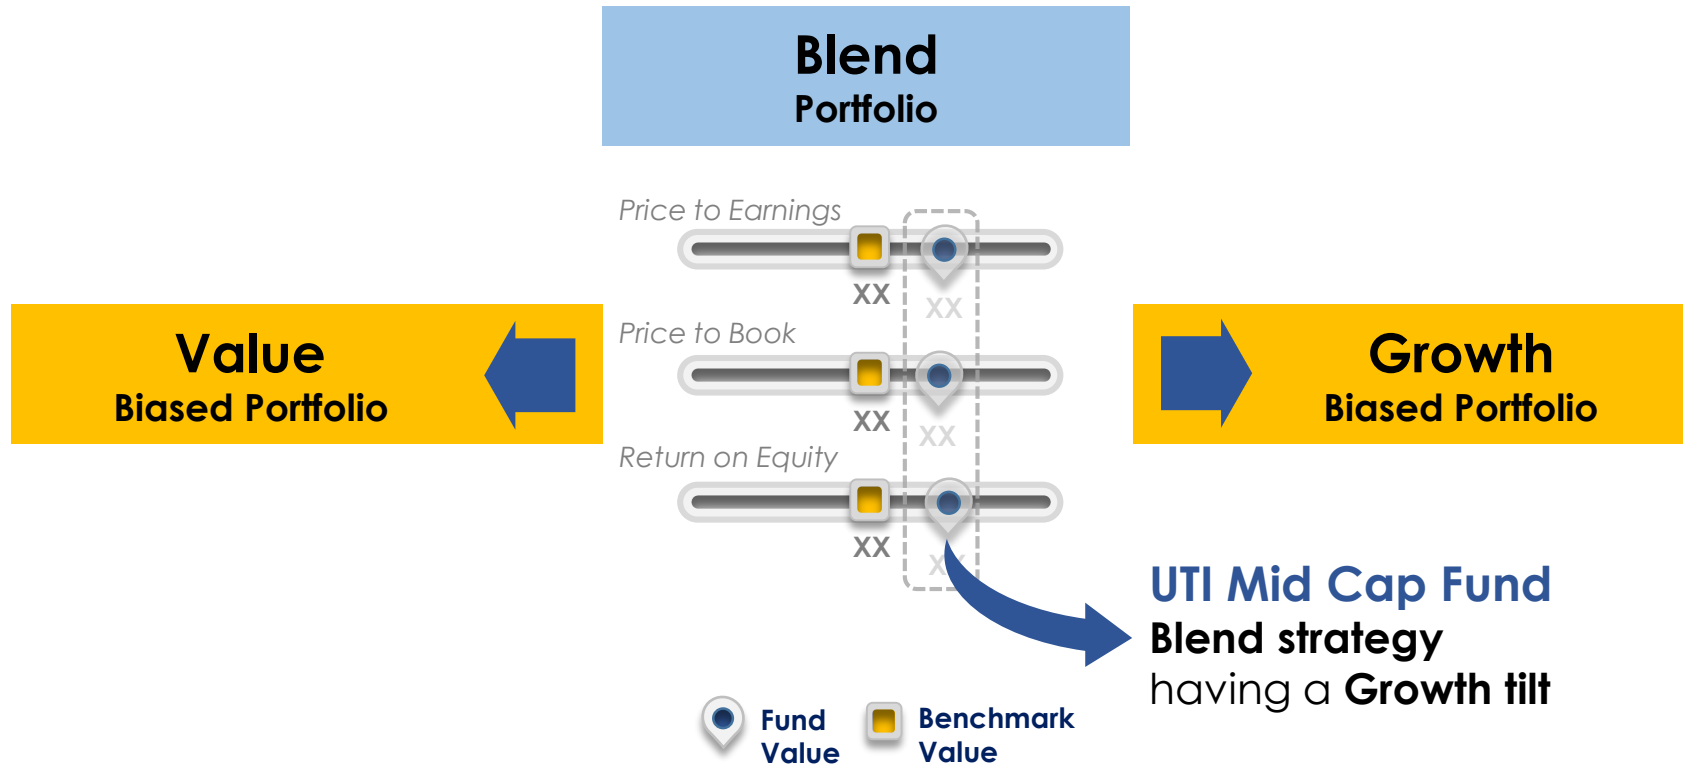 Blend
Portfolio
Price to Earnings
XX
XX
Value
Biased Portfolio
Price to Book
XX
XX
Growth
Biased Portfolio
Return on Equity
XX
XX
UTI Mid Cap Fund
Blend strategy
having a Growth tilt
Fund
Value
Benchmark
Value